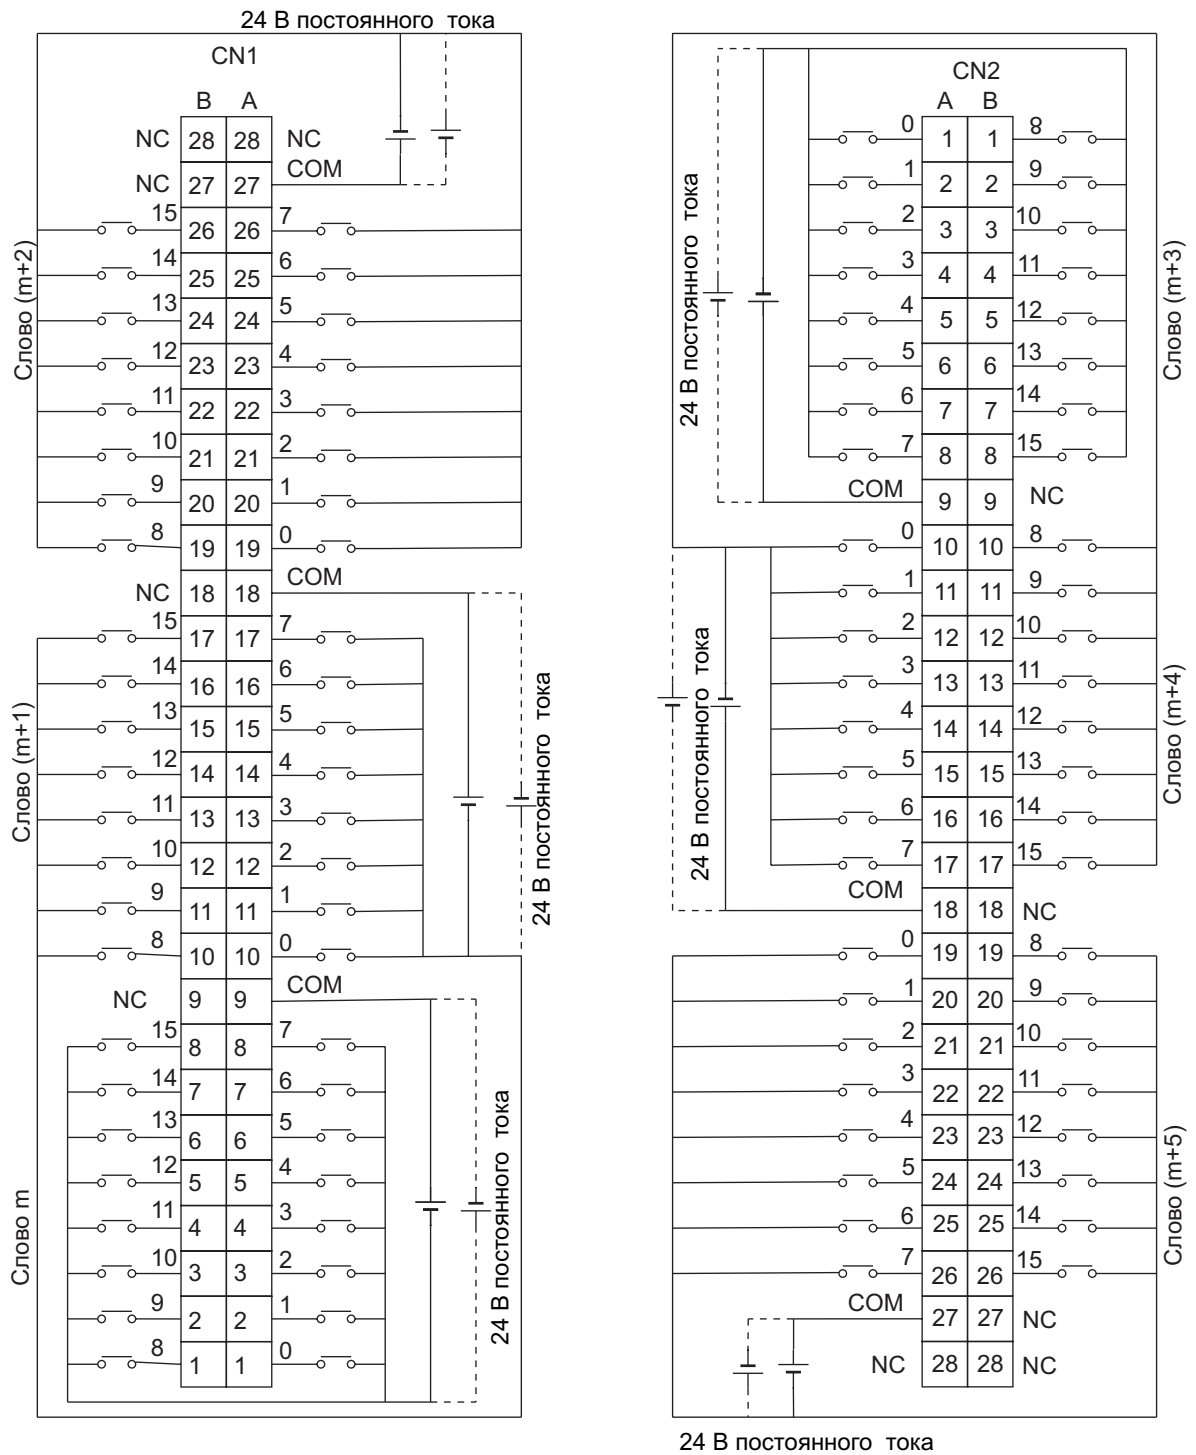 24 В постоянного тока
CN1
B A
NC 28 28 NC
NC 27 27 COM
15 26 26 7
14 25 25 6
13 24 24 5
12 23 23 4
11 22 22 3
10 21 21 2
9 20 20 1
8 19 19 0
Слово (m+2)
NC 18 18 COM
15 17 17 7
14 16 16 6
13 15 15 5
12 14 14 4
11 13 13 3
10 12 12 2
9 11 11 1
8 10 10 0
Слово (m+1)
24 В постоянного тока
NC 9 9 COM
15 8 8 7
14 7 7 6
13 6 6 5
12 5 5 4
11 4 4 3
10 3 3 2
9 2 2 1
8 1 1 0
Слово m
24 В постоянного тока
CN2
A B
0 1 1 8
1 2 2 9
2 3 3 10
3 4 4 11
4 5 5 12
5 6 6 13
6 7 7 14
7 8 8 15
COM 9 9 NC
24 В постоянного тока
Слово (m+3)
0 10 10 8
1 11 11 9
2 12 12 10
3 13 13 11
4 14 14 12
5 15 15 13
6 16 16 14
7 17 17 15
COM 18 18 NC
24 В постоянного тока
Слово (m+4)
0 19 19 8
1 20 20 9
2 21 21 10
3 22 22 11
4 23 23 12
5 24 24 13
6 25 25 14
7 26 26 15
COM 27 27 NC
NC 28 28 NC
Слово (m+5)
24 В постоянного тока